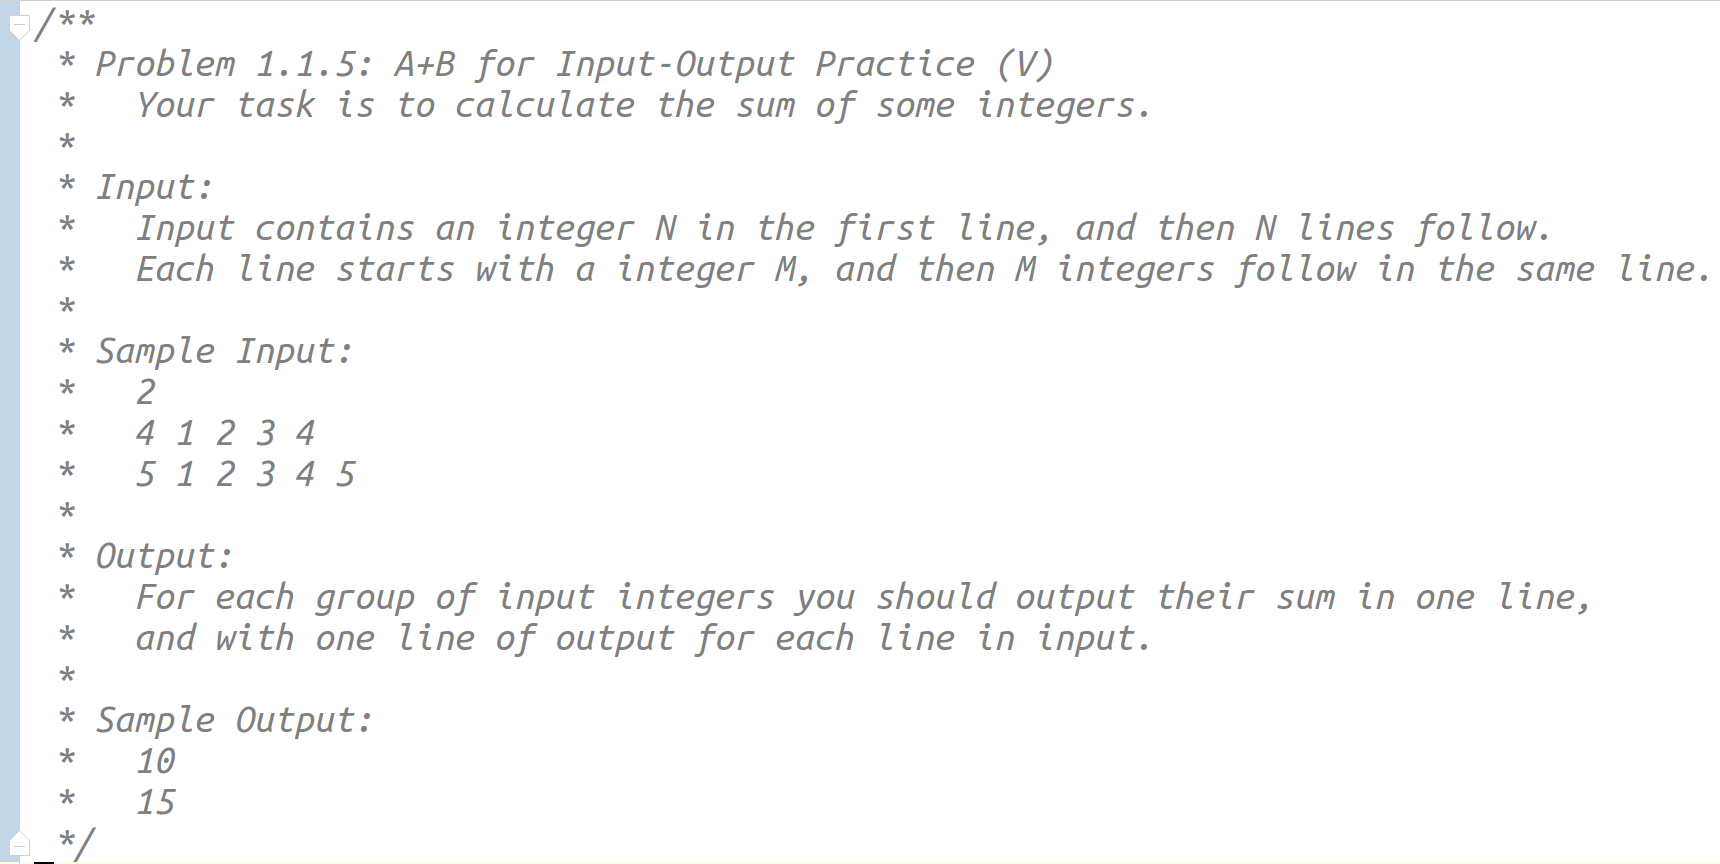 /**
 * Problem 1.1.5: A+B for Input-Output Practice (V)
 *   Your task is to calculate the sum of some integers.
 *
 * Input:
 *   Input contains an integer N in the first line, and then N lines follow.
 *   Each line starts with a integer M, and then M integers follow in the same line.
 *
 * Sample Input:
 *   2
 *   4 1 2 3 4
 *   5 1 2 3 4 5
 *
 * Output:
 *   For each group of input integers you should output their sum in one line,
 *   and with one line of output for each line in input.
 *
 * Sample Output:
 *   10
 *   15
 */